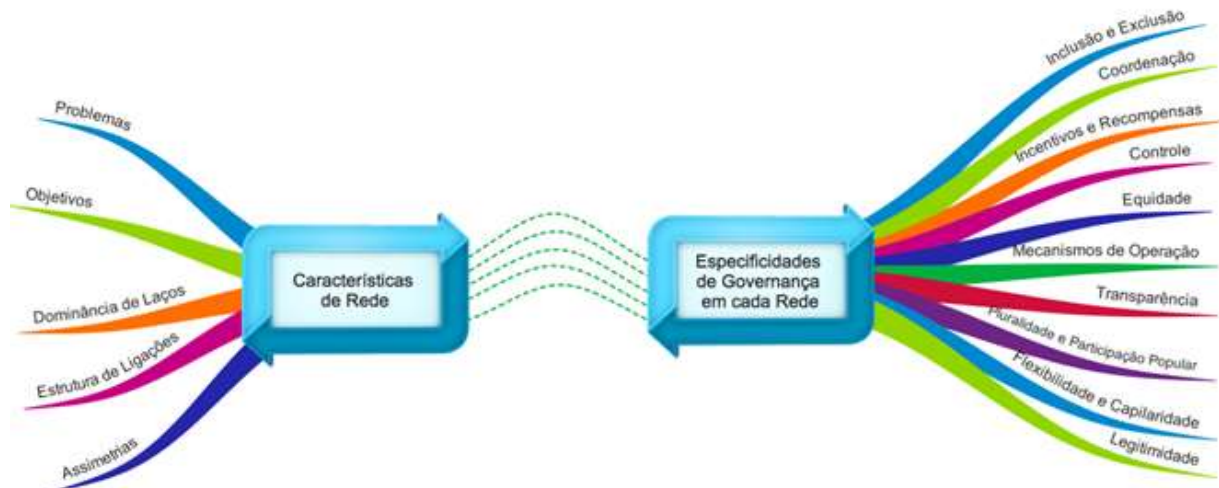 Problemas
Objetivos
Dominância de Laços
Estrutura de Ligações
Assimetrias
Características
de Rede
Especificidades
de Governança
em cada Rede
Inclusão e Exclusão
Coordenação
Incentivos e Recompensas
Controle
Equidade
Mecanismos de Operação
Transparência
Pluralidade e Participação Popular
Flexibilidade e Capilaridade
Legitimidade